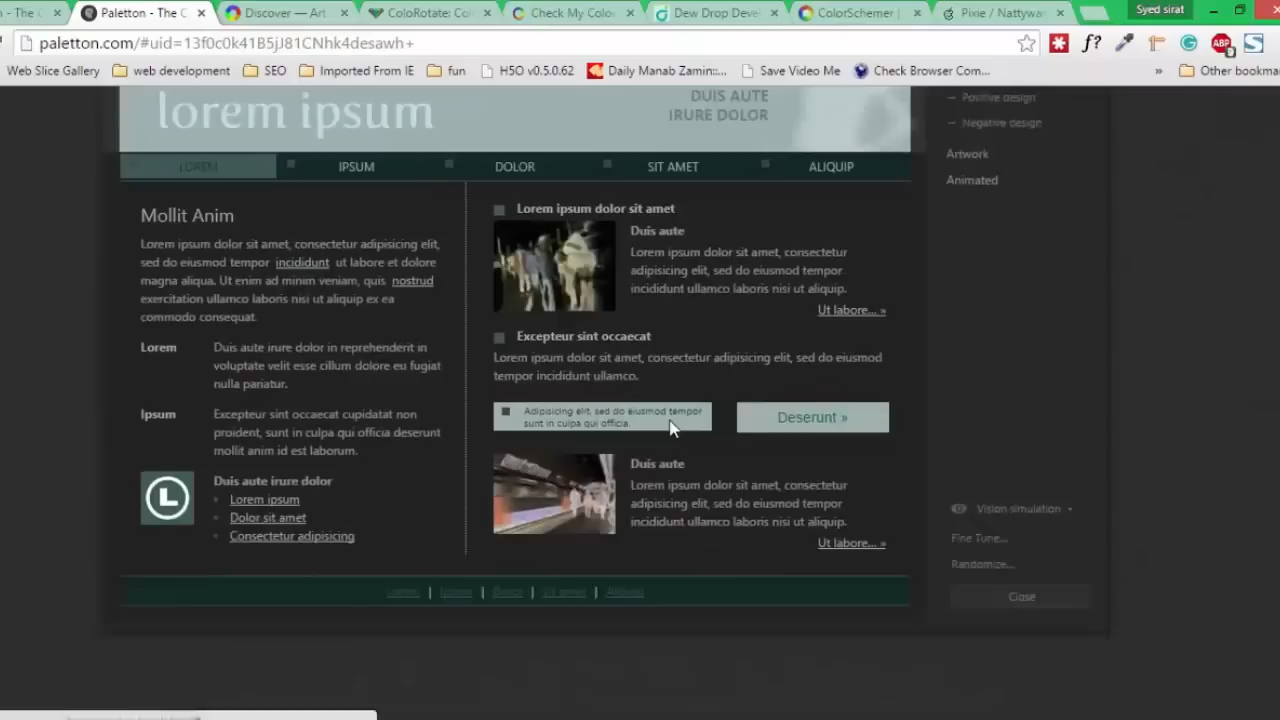 n - The C
Paletton - The C
Discover — Art
ColoRotate: Co
Check My Colo
Dew Drop Deve
ColorSchemer |
Pixie / Nattywar
Syed sirat
paletton.com/#uid=13f0c0k41B5jJ81CNhk4desawh+
f?
ABP
3
S
Web Slice Gallery
web development
SEO
Imported From IE
fun
H5O v0.5.0.62
Daily Manab Zamin::...
Save Video Me
Check Browser Com...
»
Other bookma
lorem ipsum
DUIS AUTE
IRURE DOLOR
LOREM
IPSUM
DOLOR
SIT AMET
ALIQUIP
Mollit Anim
Lorem ipsum dolor sit amet, consectetur adipisicing elit,
sed do eiusmod tempor incididunt ut labore et dolore
magna aliqua. Ut enim ad minim veniam, quis nostrud
exercitation ullamco laboris nisi ut aliquip ex ea
commodo consequat.
Lorem
Duis aute irure dolor in reprehenderit in
voluptate velit esse cillum dolore eu fugiat
nulla pariatur.
Ipsum
Excepteur sint occaecat cupidatat non
proident, sunt in culpa qui officia deserunt
mollit anim id est laborum.
L
Duis aute irure dolor
Lorem ipsum
Dolor sit amet
Consectetur adipisicing
Lorem ipsum dolor sit amet
Duis aute
Lorem ipsum dolor sit amet, consectetur
adipisicing elit, sed do eiusmod tempor
incididunt ullamco laboris nisi ut aliquip.
Ut labore... »
Excepteur sint occaecat
Lorem ipsum dolor sit amet, consectetur adipisicing elit, sed do eiusmod
tempor incididunt ullamco.
Adipisicing elit, sed do eiusmod tempor
sunt in culpa qui officia.
Deserunt »
Duis aute
Lorem ipsum dolor sit amet, consectetur
adipisicing elit, sed do eiusmod tempor
incididunt ullamco laboris nisi ut aliquip.
Ut labore... »
Lorem | Ipsum | Dolor | Sit amet | Aliquip
Positive design
Negative design
Artwork
Animated
Vision simulation
Fine Tune...
Randomize...
Close